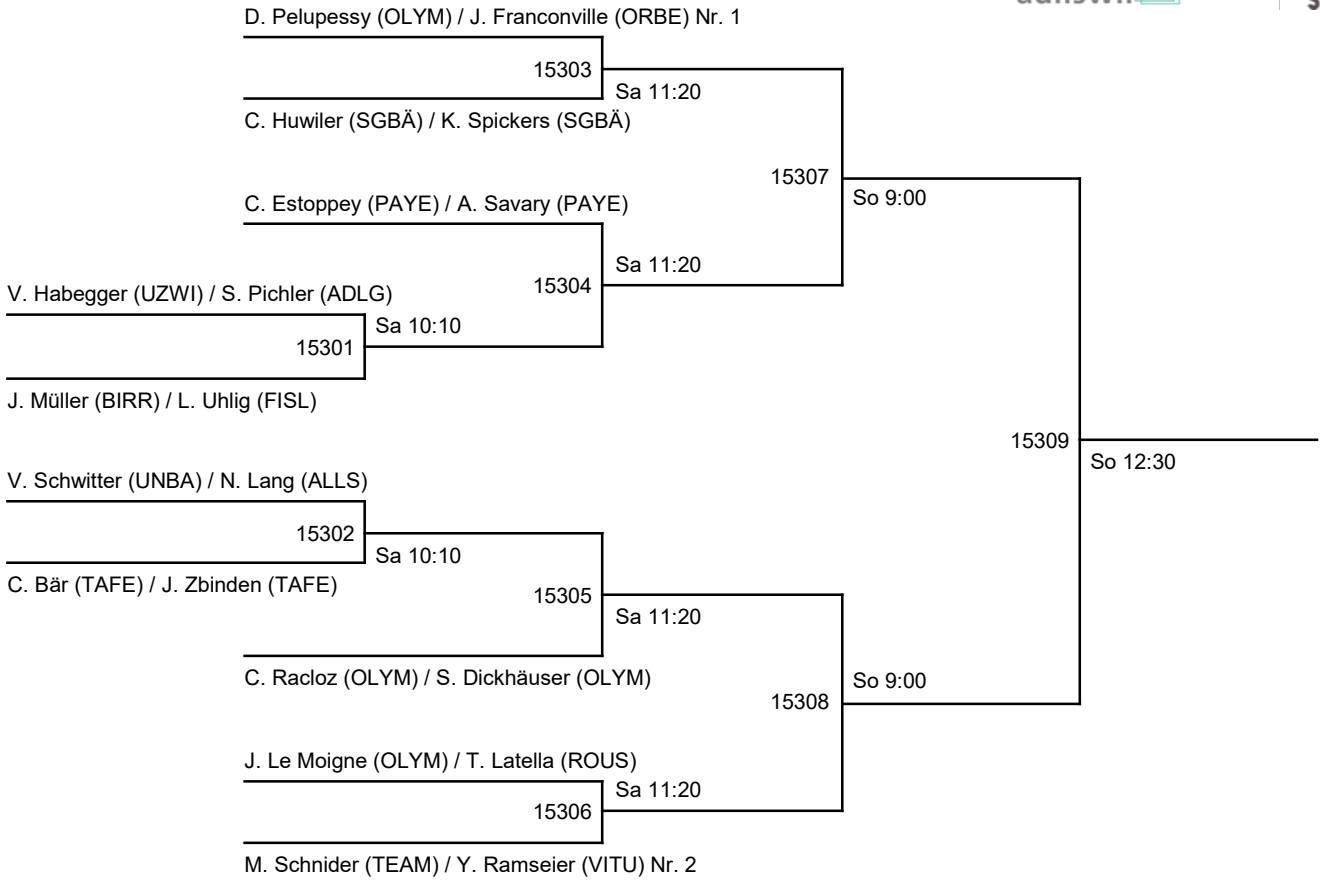 D. Pelupessy (OLYM) / J. Franconville (ORBE) Nr. 1
15303
Sa 11:20
C. Huwiler (SGBÄ) / K. Spickers (SGBÄ)
15307
So 9:00
C. Estoppey (PAYE) / A. Savary (PAYE)
Sa 11:20
15304
V. Habegger (UZWI) / S. Pichler (ADLG)
Sa 10:10
15301
J. Müller (BIRR) / L. Uhlig (FISL)
15309
So 12:30
V. Schwitter (UNBA) / N. Lang (ALLS)
15302
Sa 10:10
C. Bär (TAFE) / J. Zbinden (TAFE)
15305
Sa 11:20
C. Racloz (OLYM) / S. Dickhäuser (OLYM)
So 9:00
15308
J. Le Moigne (OLYM) / T. Latella (ROUS)
Sa 11:20
15306
M. Schnider (TEAM) / Y. Ramseier (VITU) Nr. 2